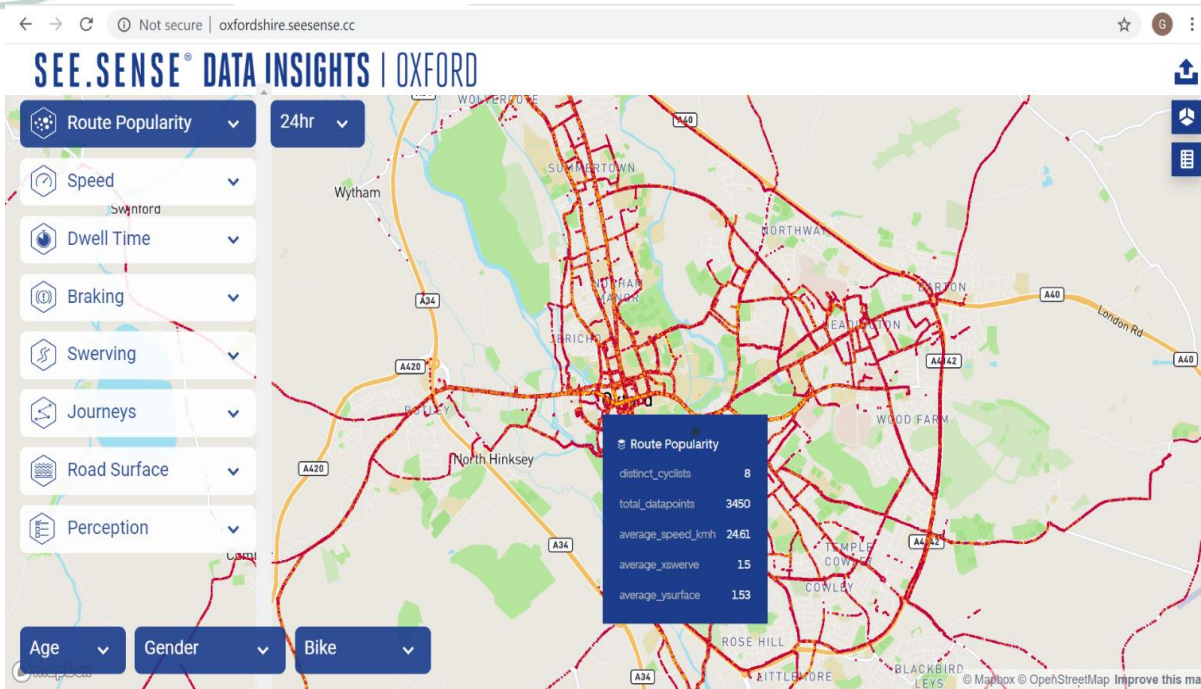 Not secure | oxfordshire.seesense.cc
G
SEE.SENSE® DATA INSIGHTS | OXFORD
Route Popularity
24hr
Speed
Dwell Time
Braking
Swerving
Journeys
Road Surface
Perception
Age
Gender
Bike
WOLVERCOTE
A40
SUMMERTOWN
Wytham
Swinford
NORTHWAY
NORHAM
MANOR
BARTON
A40
London Rd
A34
HEADINGTON
JERICHO
A40
A420
A4142
Oxford
BOTLEY
WOOD FARM
North Hinksey
A420
Route Popularity
distinct_cyclists 8
total_datapoints 3450
average_speed_kmh 24.61
average_xswerve 1.5
average_ysurface 1.53
A34
A4142
TEMPLE
COWLEY
COWLEY
ROSE HILL
LITTLEMORE
BLACKBIRD
LEYS
A34
mapbox
© Mapbox © OpenStreetMap Improve this ma